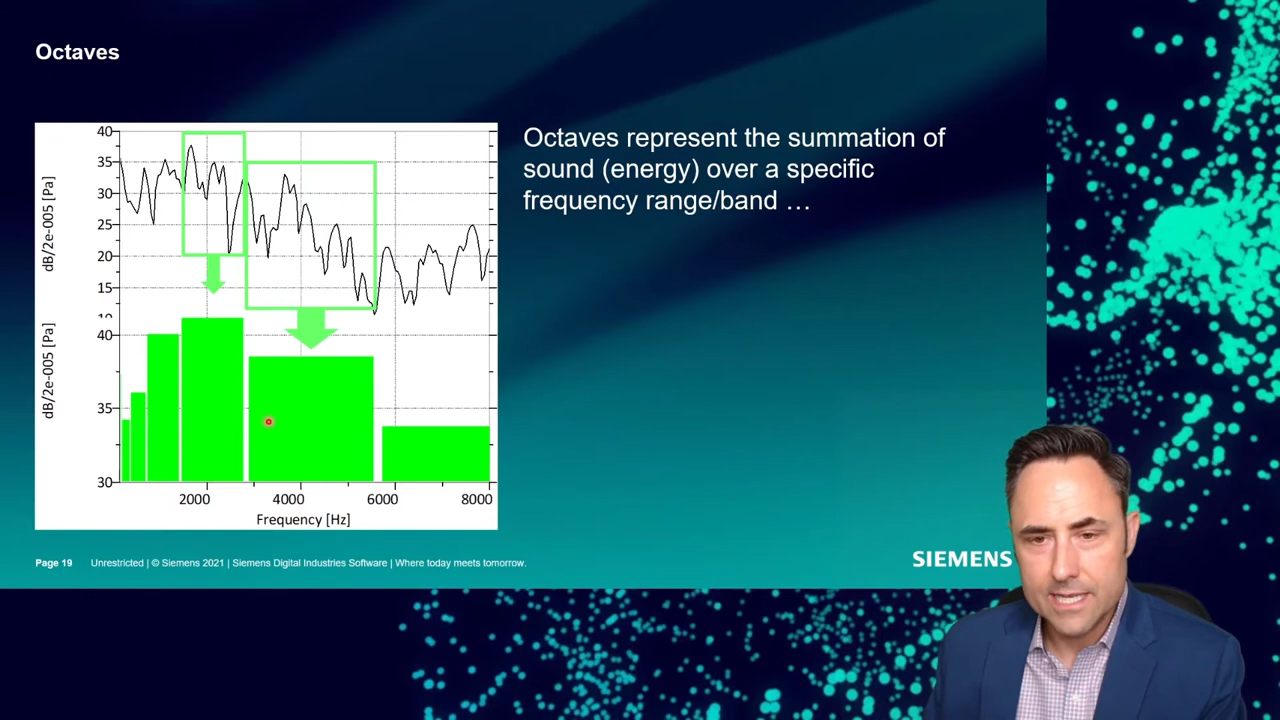 Octaves
40
35
30
25
20
15
10
dB/2e-005 [Pa]
40
35
30
dB/2e-005 [Pa]
2000 4000 6000 8000
Frequency [Hz]
Octaves represent the summation of
sound (energy) over a specific
frequency range/band …
Page 19 Unrestricted | © Siemens 2021 | Siemens Digital Industries Software | Where today meets tomorrow.
SIEMENS